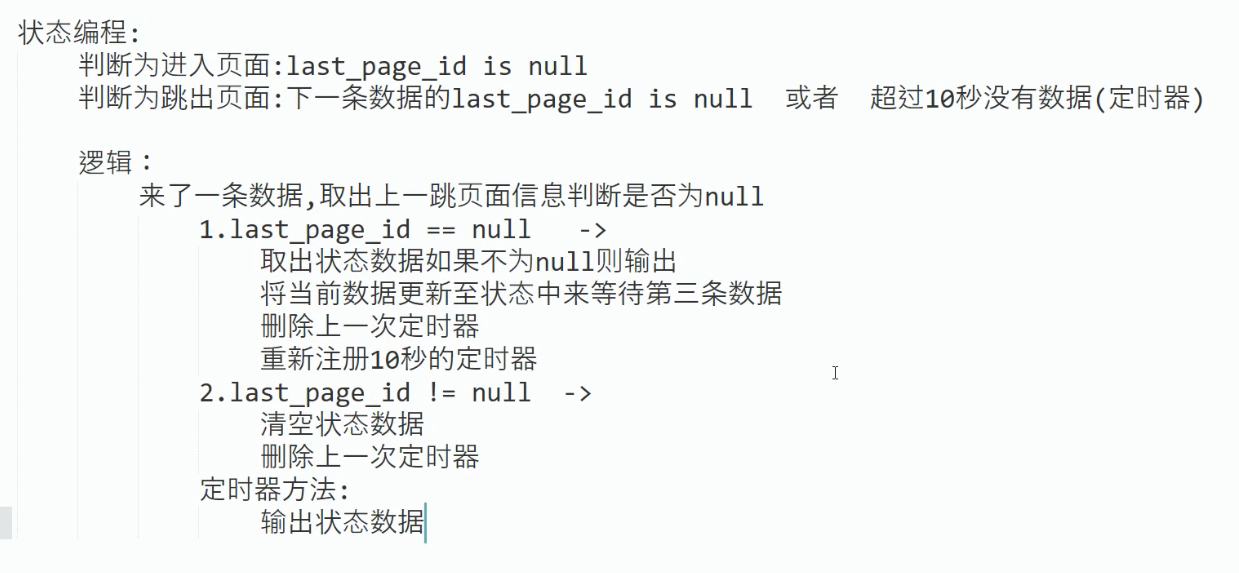 状态编程:
判断为进入页面:last_page_id is null
判断为跳出页面:下一条数据的last_page_id is null 或者 超过10秒没有数据(定时器)
逻辑：
来了一条数据,取出上一跳页面信息判断是否为null
1.last_page_id == null ->
取出状态数据如果不为null则输出
将当前数据更新至状态中来等待第三条数据
删除上一次定时器
重新注册10秒的定时器
2.last_page_id != null ->
清空状态数据
删除上一次定时器
定时器方法:
输出状态数据